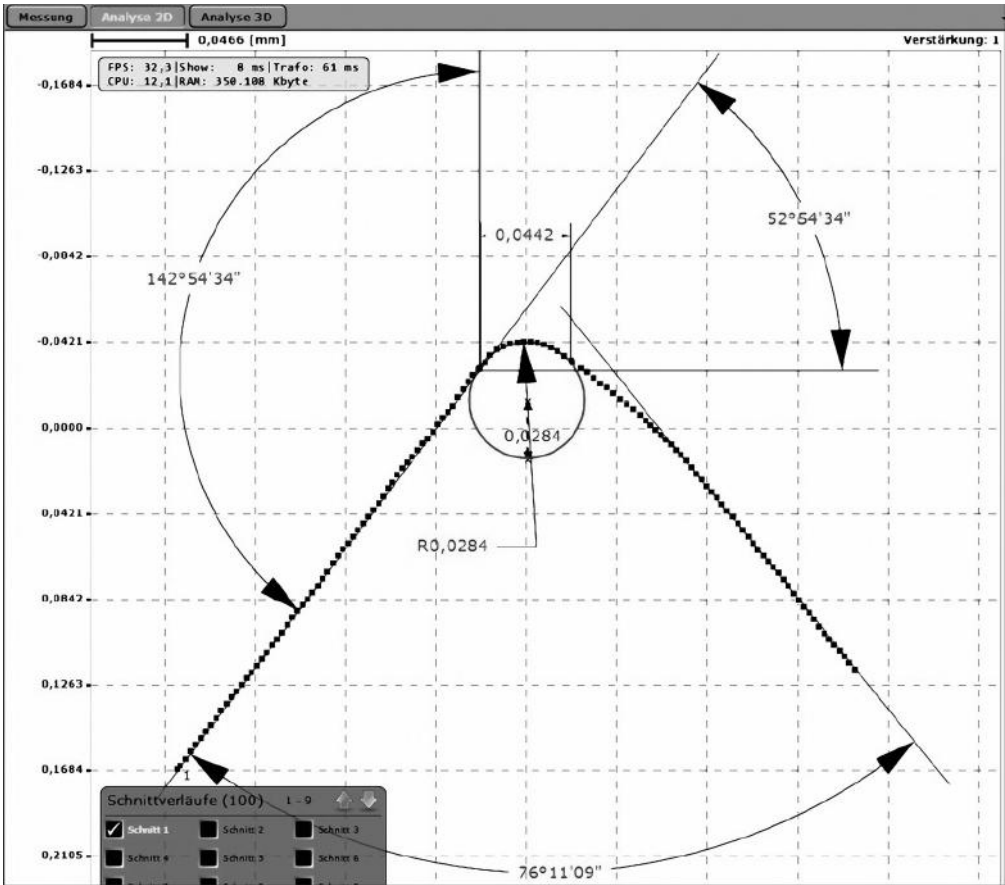 Messung Analyse 2D Analyse 3D
0,0466 [mm] Verstärkung: 1
FPS: 32,3|Show: 8 ms|Trafo: 61 ms
CPU: 12,1|RAM: 350.108 Kbyte
-0,1684
-0,1263
52°54'34"
0,0442
-0,0042
142°54'34"
-0,0421
0,0000
0,0284
0,0421
R0,0284
0,0842
0,1263
0,1684
1
Schnittverläufe (100) 1 - 9
Schnitt 1 Schnitt 2 Schnitt 3
Schnitt 4 Schnitt 5 Schnitt 6
0,2105
76°11'09"